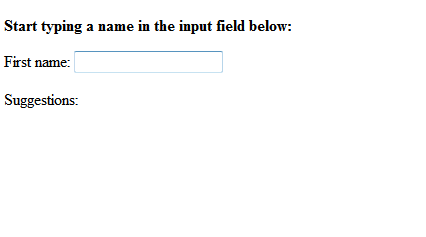 Start typing a name in the input field below:
First name:
Suggestions: